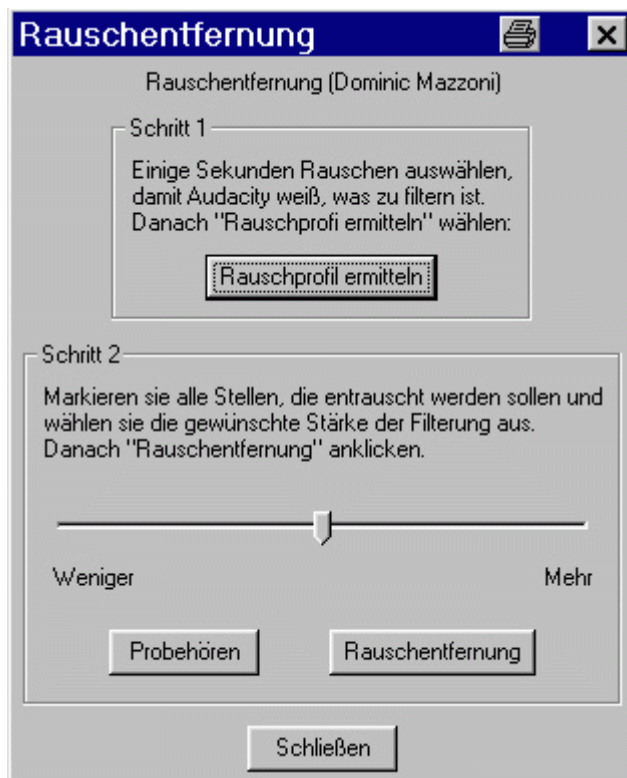 Rauschentfernung
Rauschentfernung (Dominic Mazzoni)
Schritt 1
Einige Sekunden Rauschen auswählen,
damit Audacity weiß, was zu filtern ist.
Danach "Rauschprofi ermitteln" wählen:
Rauschprofil ermitteln
Schritt 2
Markieren sie alle Stellen, die entrauscht werden sollen und
wählen sie die gewünschte Stärke der Filterung aus.
Danach "Rauschentfernung" anklicken.
Weniger
Mehr
Probehören
Rauschentfernung
Schließen